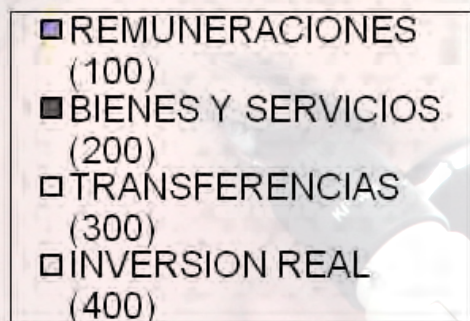 REMUNERACIONES
(100)
BIENES Y SERVICIOS
(200)
TRANSFERENCIAS
(300)
INVERSION REAL
(400)